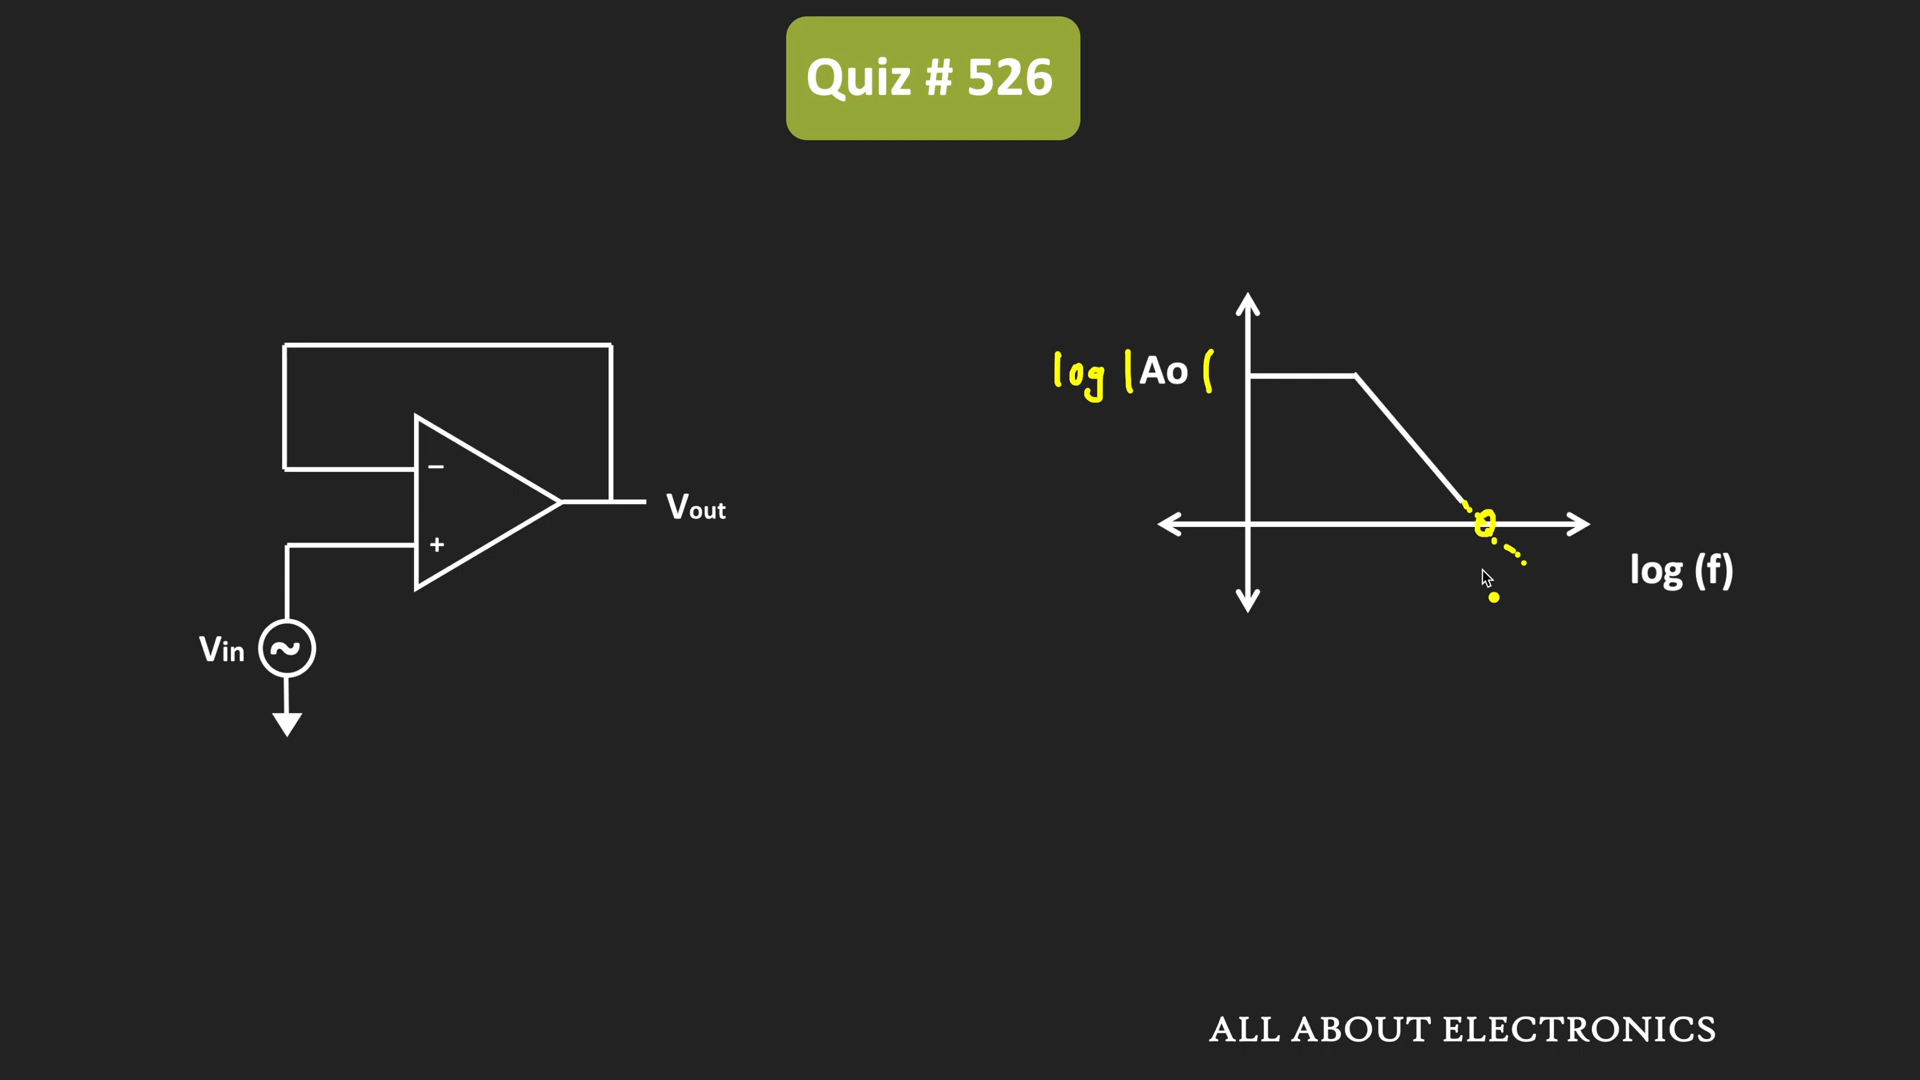 Quiz # 526
log |Ao (
−
Vout
+
log (f)
Vin
~
ALL ABOUT ELECTRONICS